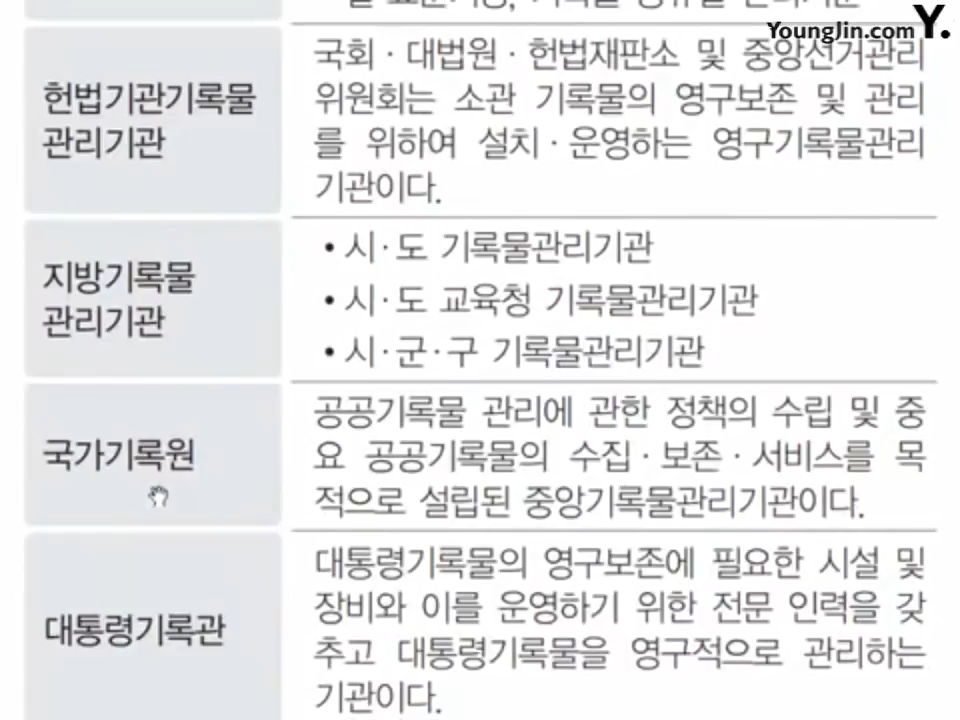 YoungJin.com Y.
헌법기관기록물
관리기관
국회 · 대법원 · 헌법재판소 및 중앙선거관리
위원회는 소관 기록물의 영구보존 및 관리
를 위하여 설치 · 운영하는 영구기록물관리
기관이다.
지방기록물
관리기관
• 시 · 도 기록물관리기관
• 시 · 도 교육청 기록물관리기관
• 시 · 군 · 구 기록물관리기관
국가기록원
공공기록물 관리에 관한 정책의 수립 및 중
요 공공기록물의 수집 · 보존 · 서비스를 목
적으로 설립된 중앙기록물관리기관이다.
대통령기록관
대통령기록물의 영구보존에 필요한 시설 및
장비와 이를 운영하기 위한 전문 인력을 갖
추고 대통령기록물을 영구적으로 관리하는
기관이다.